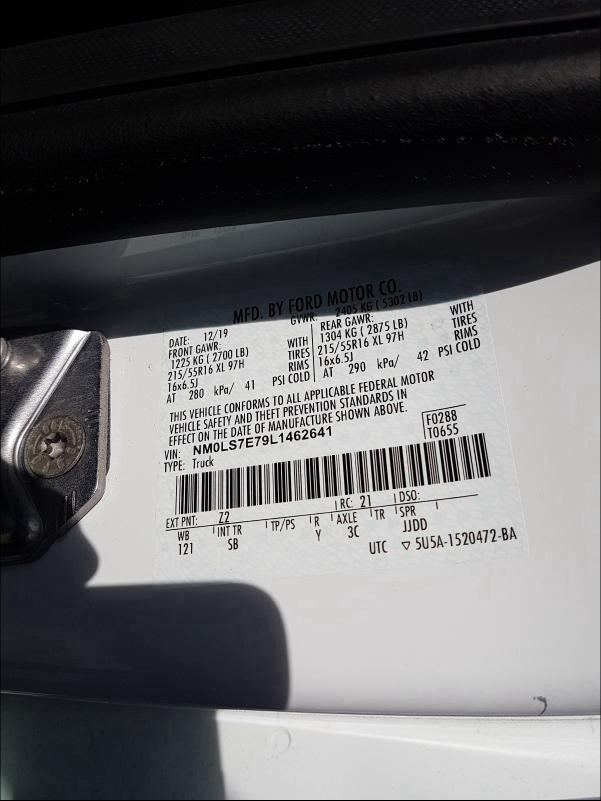 MFD. BY FORD MOTOR CO.
DATE: 12/19 GVWR: 2405 KG ( 5302 LB)
FRONT GAWR: WITH REAR GAWR: WITH
1225 KG ( 2700 LB) TIRES 1304 KG ( 2875 LB) TIRES
215/55R16 XL 97H RIMS 215/55R16 XL 97H RIMS
16x6.5J 16x6.5J
AT 280 kPa/ 41 PSI COLD AT 290 kPa/ 42 PSI COLD
THIS VEHICLE CONFORMS TO ALL APPLICABLE FEDERAL MOTOR
VEHICLE SAFETY AND THEFT PREVENTION STANDARDS IN
EFFECT ON THE DATE OF MANUFACTURE SHOWN ABOVE.
VIN: NM0LS7E79L1462641 F0288
TYPE: Truck T0655
EXT PNT: Z2 RC: 21 DSO:
WB INT TR TP/PS R AXLE TR SPR
121 SB Y 3C JJDD
UTC ▽ 5U5A-1520472-BA